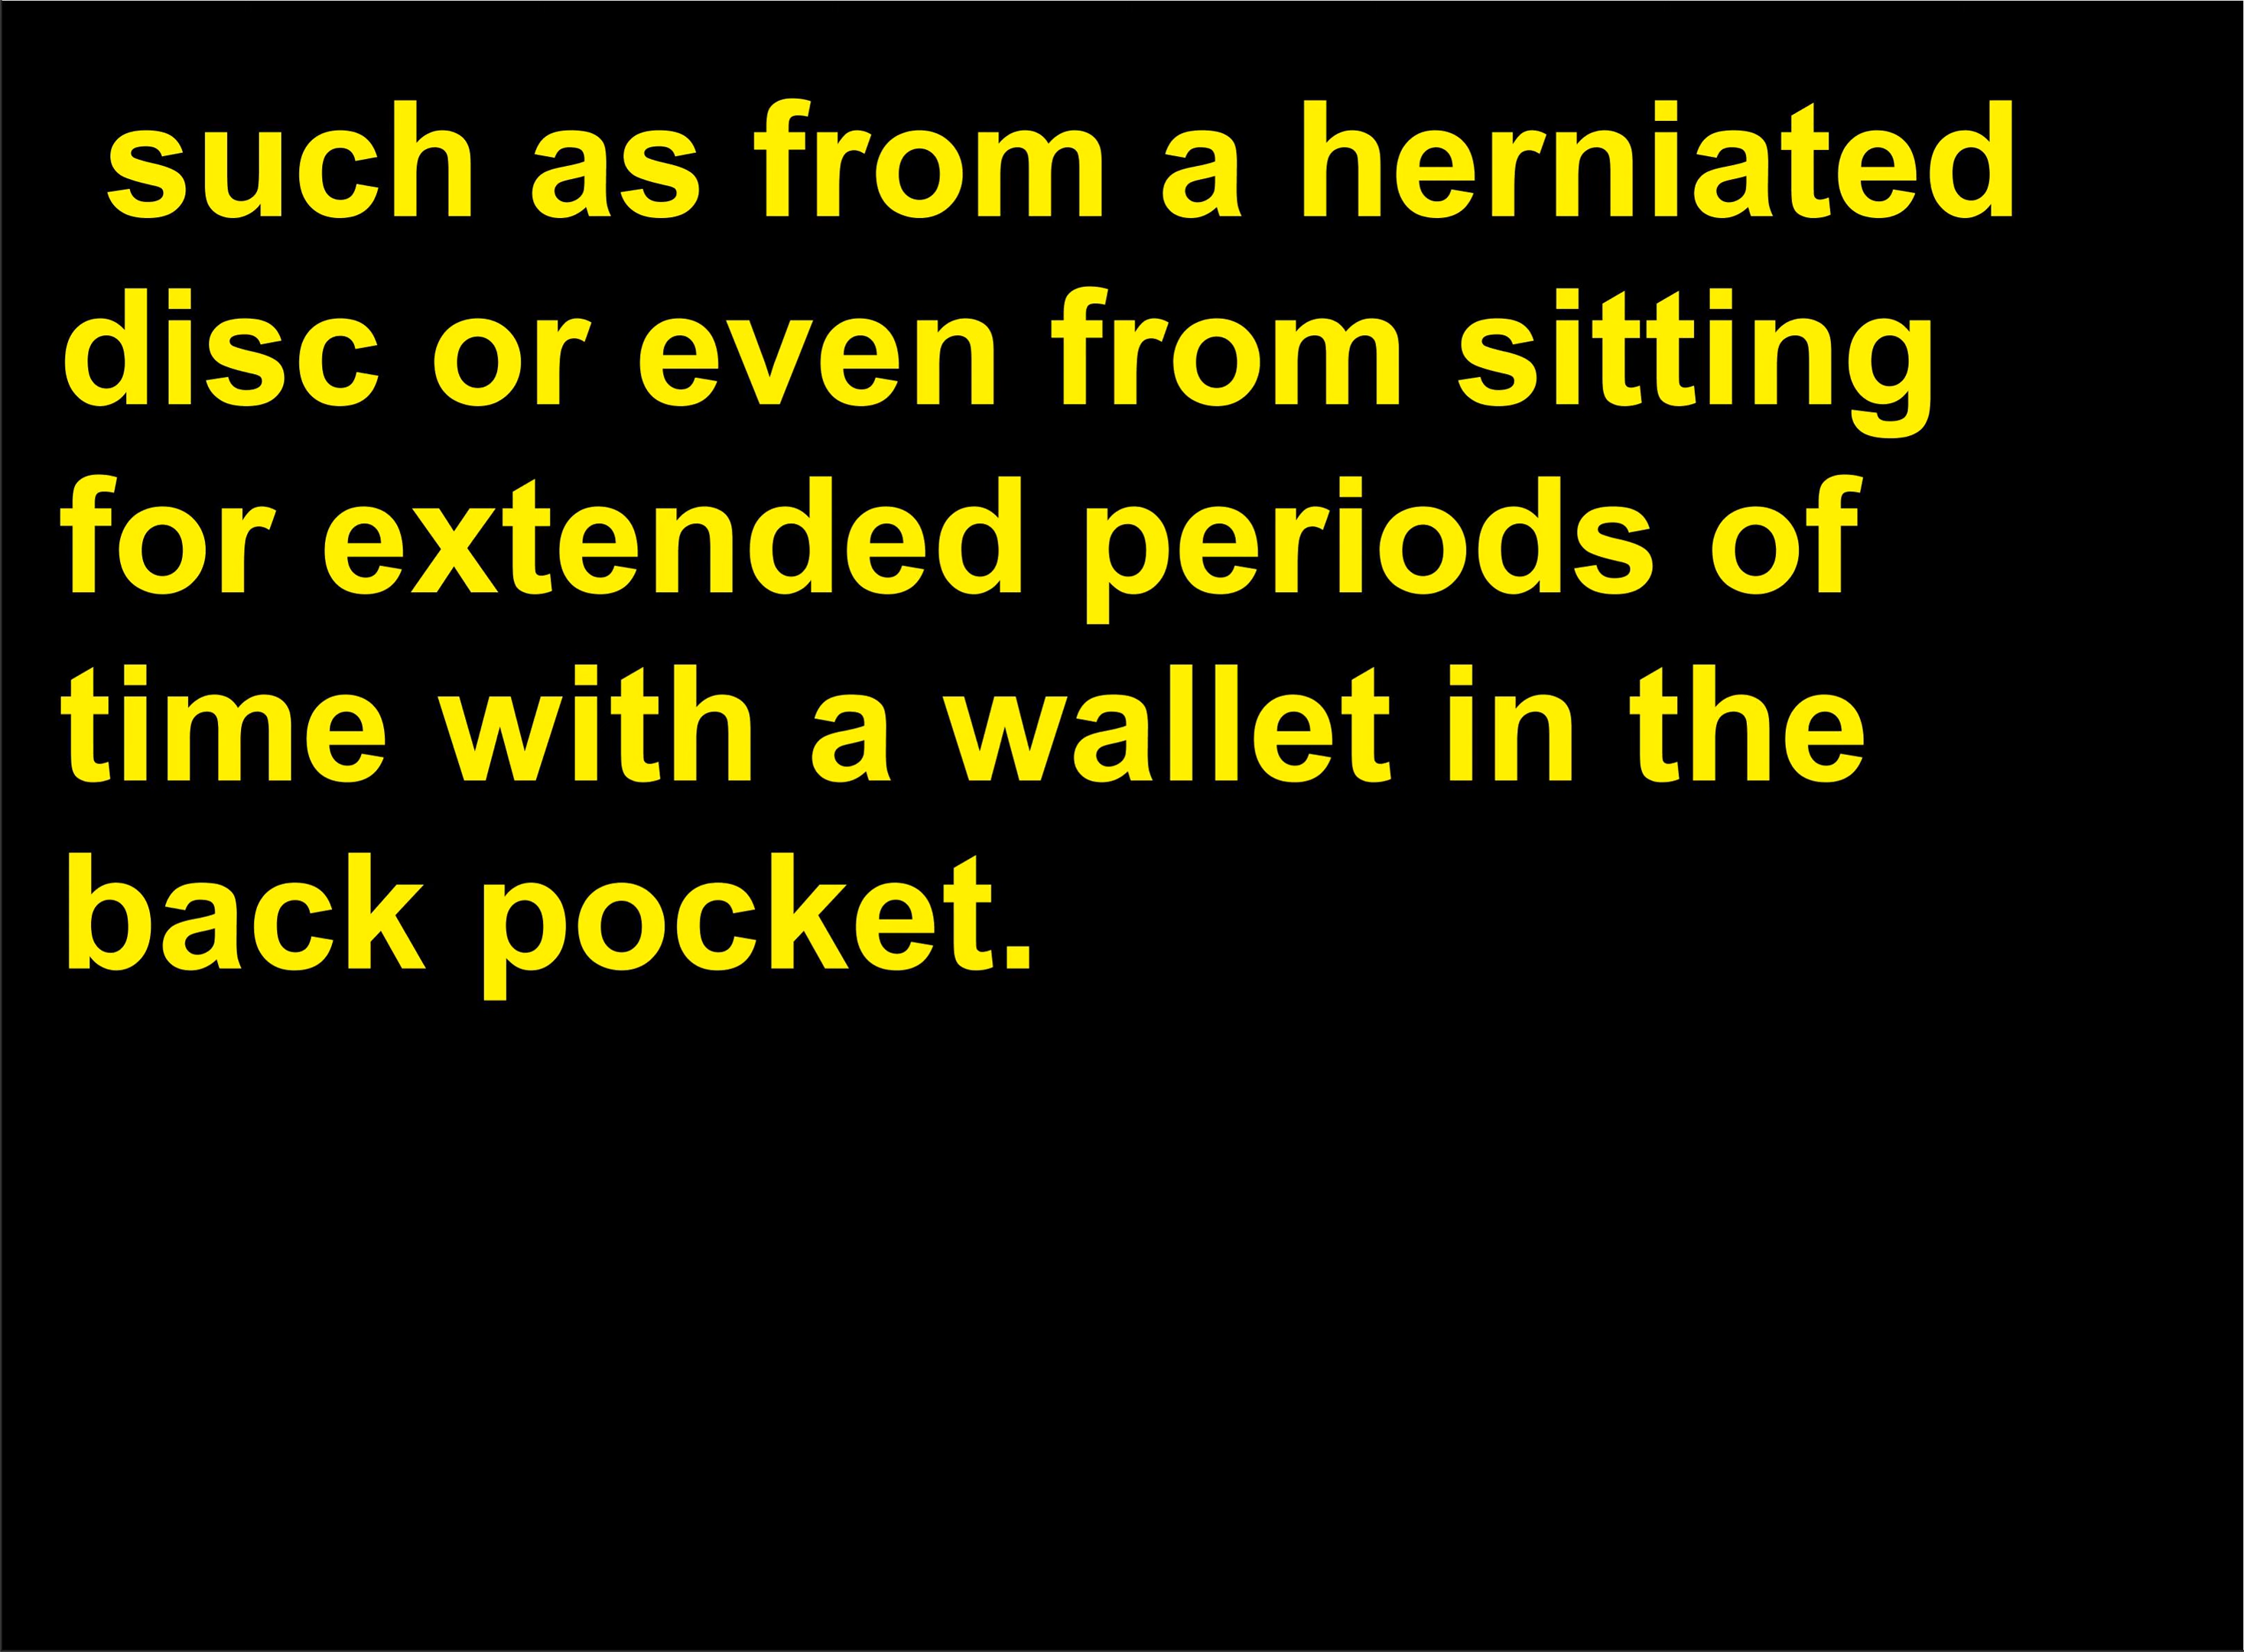 such as from a herniated
disc or even from sitting
for extended periods of
time with a wallet in the
back pocket.